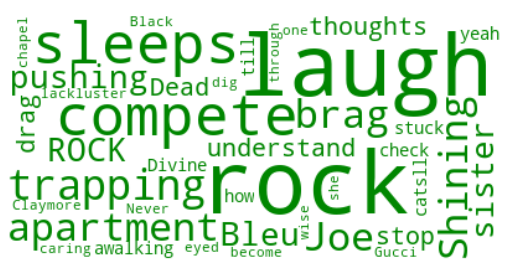 chapel
Black
sleeps
till
through
one
thoughts
laugh
yeah
pushing
lackluster
Dead
dig
drag
compete
brag
stuck
ROCK
understand
check
Shining
sister
Divine
trapping
rock
how
she
catsll
Claymore
Never
apartment
Bleu
wise
Joe
stop
caring
awalking
eyed
become
Gucci